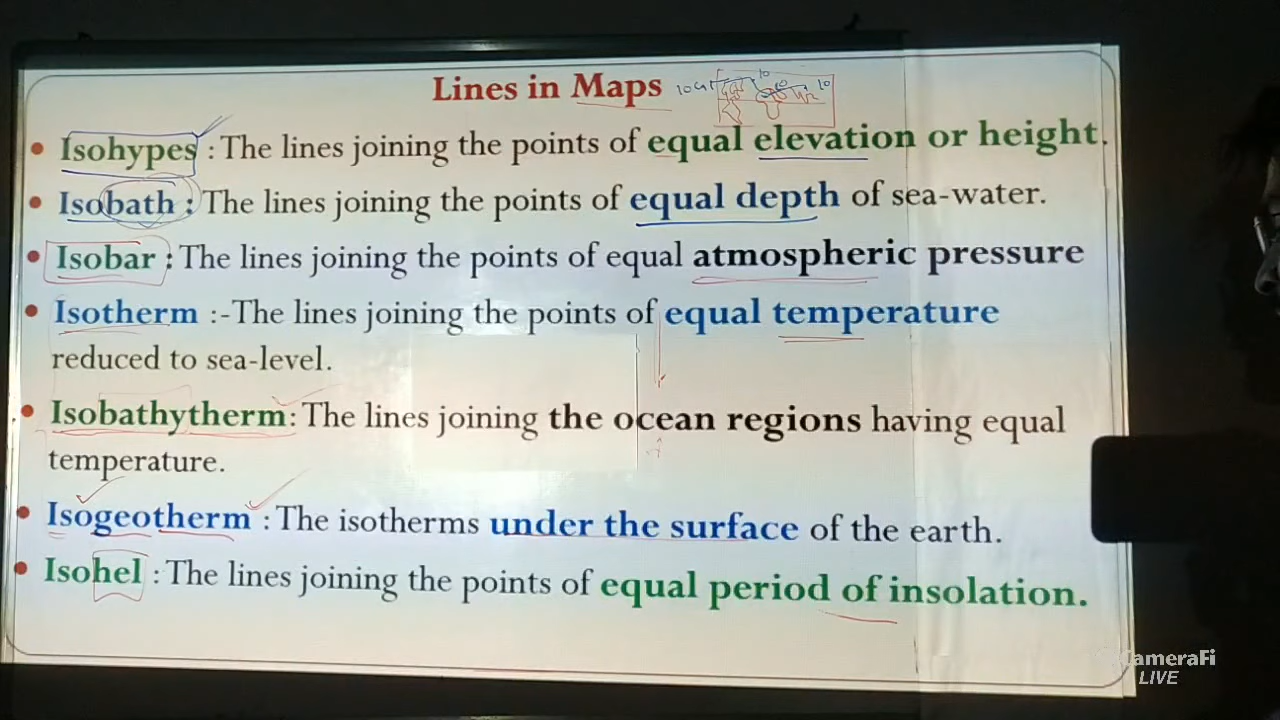 Lines in Maps
• Isohypes : The lines joining the points of equal elevation or height.
• Isobath : The lines joining the points of equal depth of sea-water.
• Isobar : The lines joining the points of equal atmospheric pressure
• Isotherm :-The lines joining the points of equal temperature
reduced to sea-level.
• Isobathytherm: The lines joining the ocean regions having equal
temperature.
• Isogeotherm : The isotherms under the surface of the earth.
• Isohel : The lines joining the points of equal period of insolation.
CameraFi
LIVE